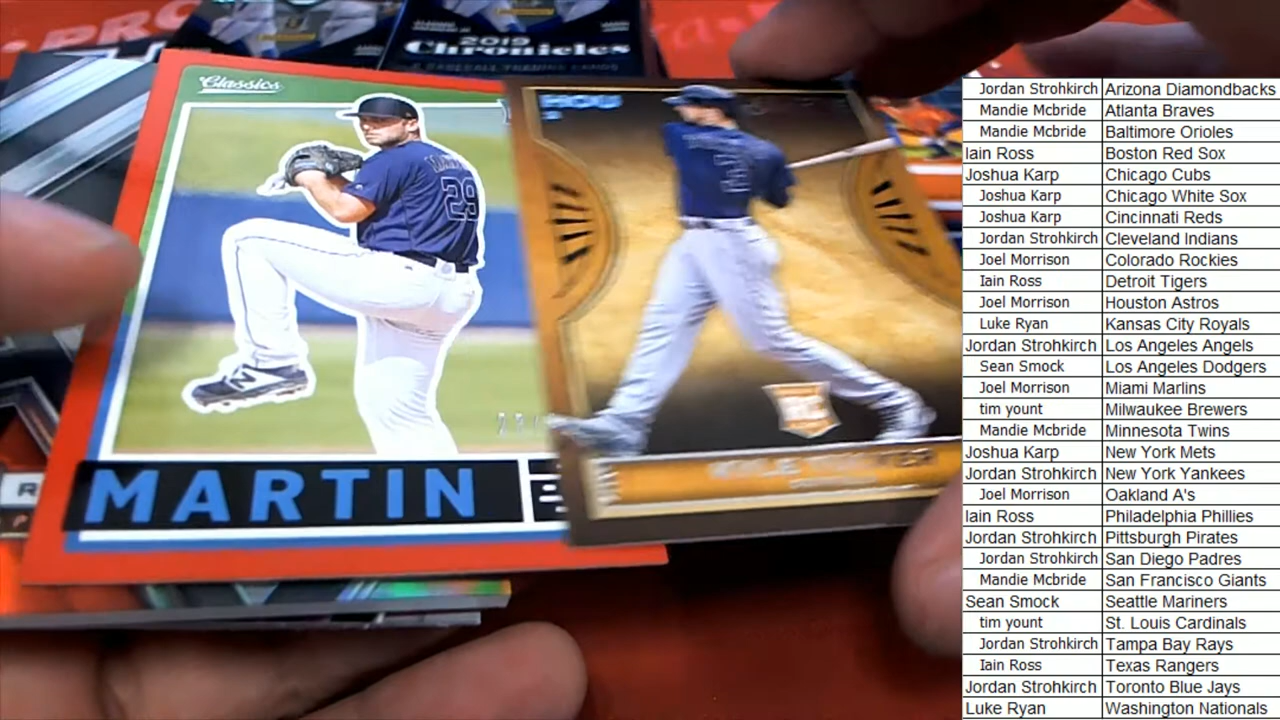 2019
Chronicles
BASEBALL TRADING CARDS
Classics
29
MARTIN
HOU
3
RC
Jordan Strohkirch Arizona Diamondbacks
Mandie Mcbride Atlanta Braves
Mandie Mcbride Baltimore Orioles
Iain Ross Boston Red Sox
Joshua Karp Chicago Cubs
Joshua Karp Chicago White Sox
Joshua Karp Cincinnati Reds
Jordan Strohkirch Cleveland Indians
Joel Morrison Colorado Rockies
Iain Ross Detroit Tigers
Joel Morrison Houston Astros
Luke Ryan Kansas City Royals
Jordan Strohkirch Los Angeles Angels
Sean Smock Los Angeles Dodgers
Joel Morrison Miami Marlins
tim yount Milwaukee Brewers
Mandie Mcbride Minnesota Twins
Joshua Karp New York Mets
Jordan Strohkirch New York Yankees
Joel Morrison Oakland A's
Iain Ross Philadelphia Phillies
Jordan Strohkirch Pittsburgh Pirates
Jordan Strohkirch San Diego Padres
Mandie Mcbride San Francisco Giants
Sean Smock Seattle Mariners
tim yount St. Louis Cardinals
Jordan Strohkirch Tampa Bay Rays
Iain Ross Texas Rangers
Jordan Strohkirch Toronto Blue Jays
Luke Ryan Washington Nationals